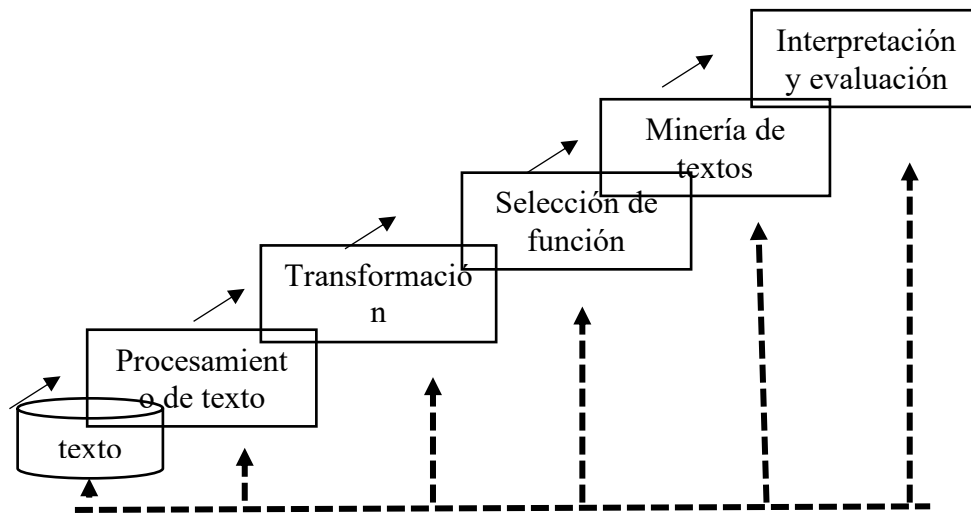 Interpretación
y evaluación
Minería de
textos
Selección de
función
Transformació
n
Procesamient
o de texto
texto